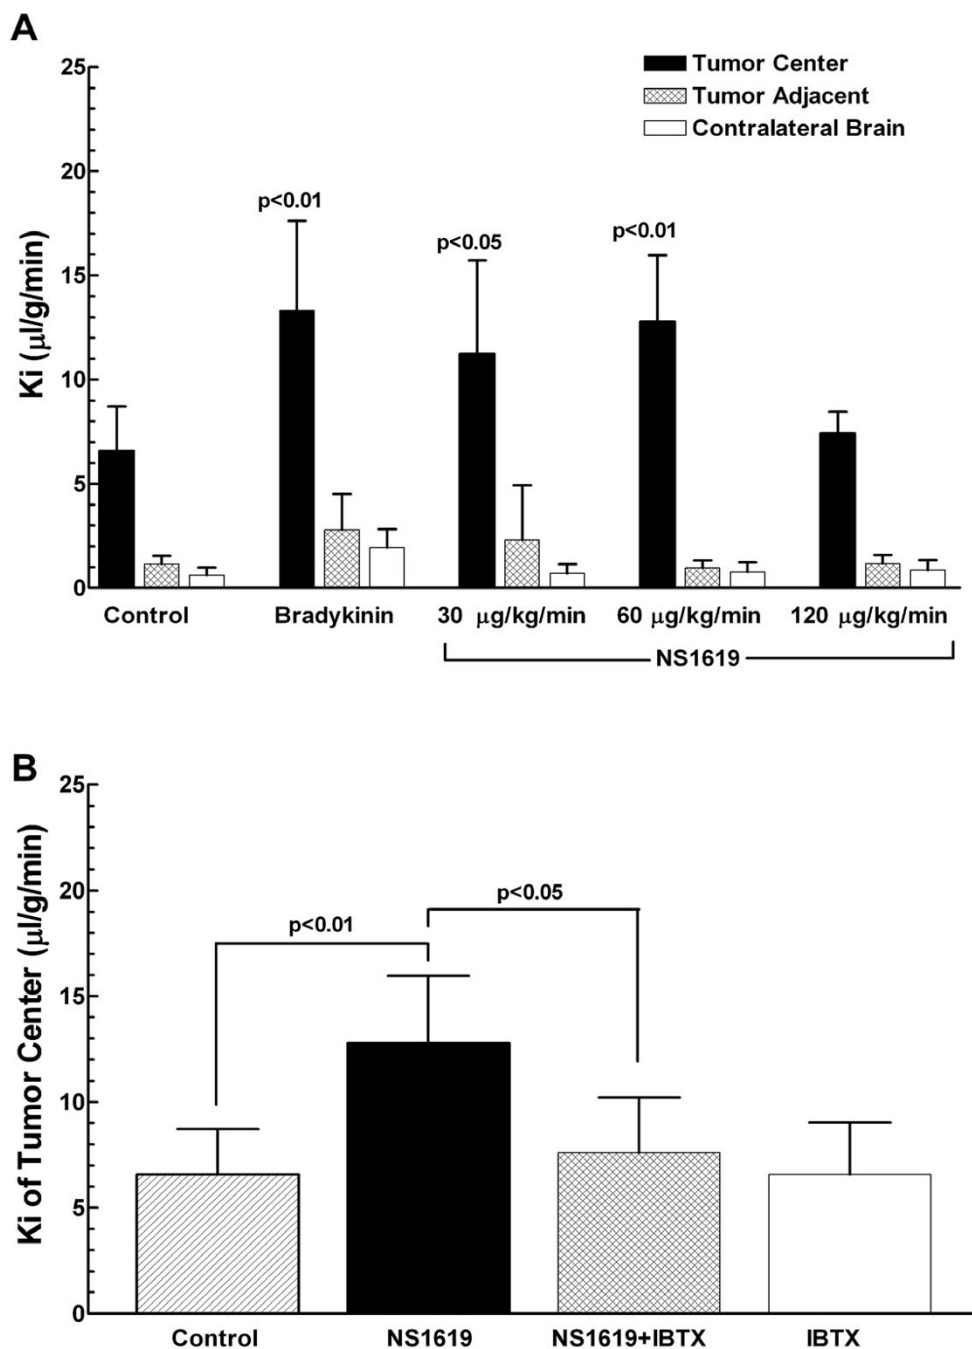 A
Ki (µl/g/min)
25
20
15
10
5
0
Tumor Center
Tumor Adjacent
Contralateral Brain
p<0.01
p<0.05
p<0.01
Control
Bradykinin
30 µg/kg/min
60 µg/kg/min
120 µg/kg/min
NS1619
B
Ki of Tumor Center (µl/g/min)
25
20
15
10
5
0
p<0.01
p<0.05
Control
NS1619
NS1619+IBTX
IBTX